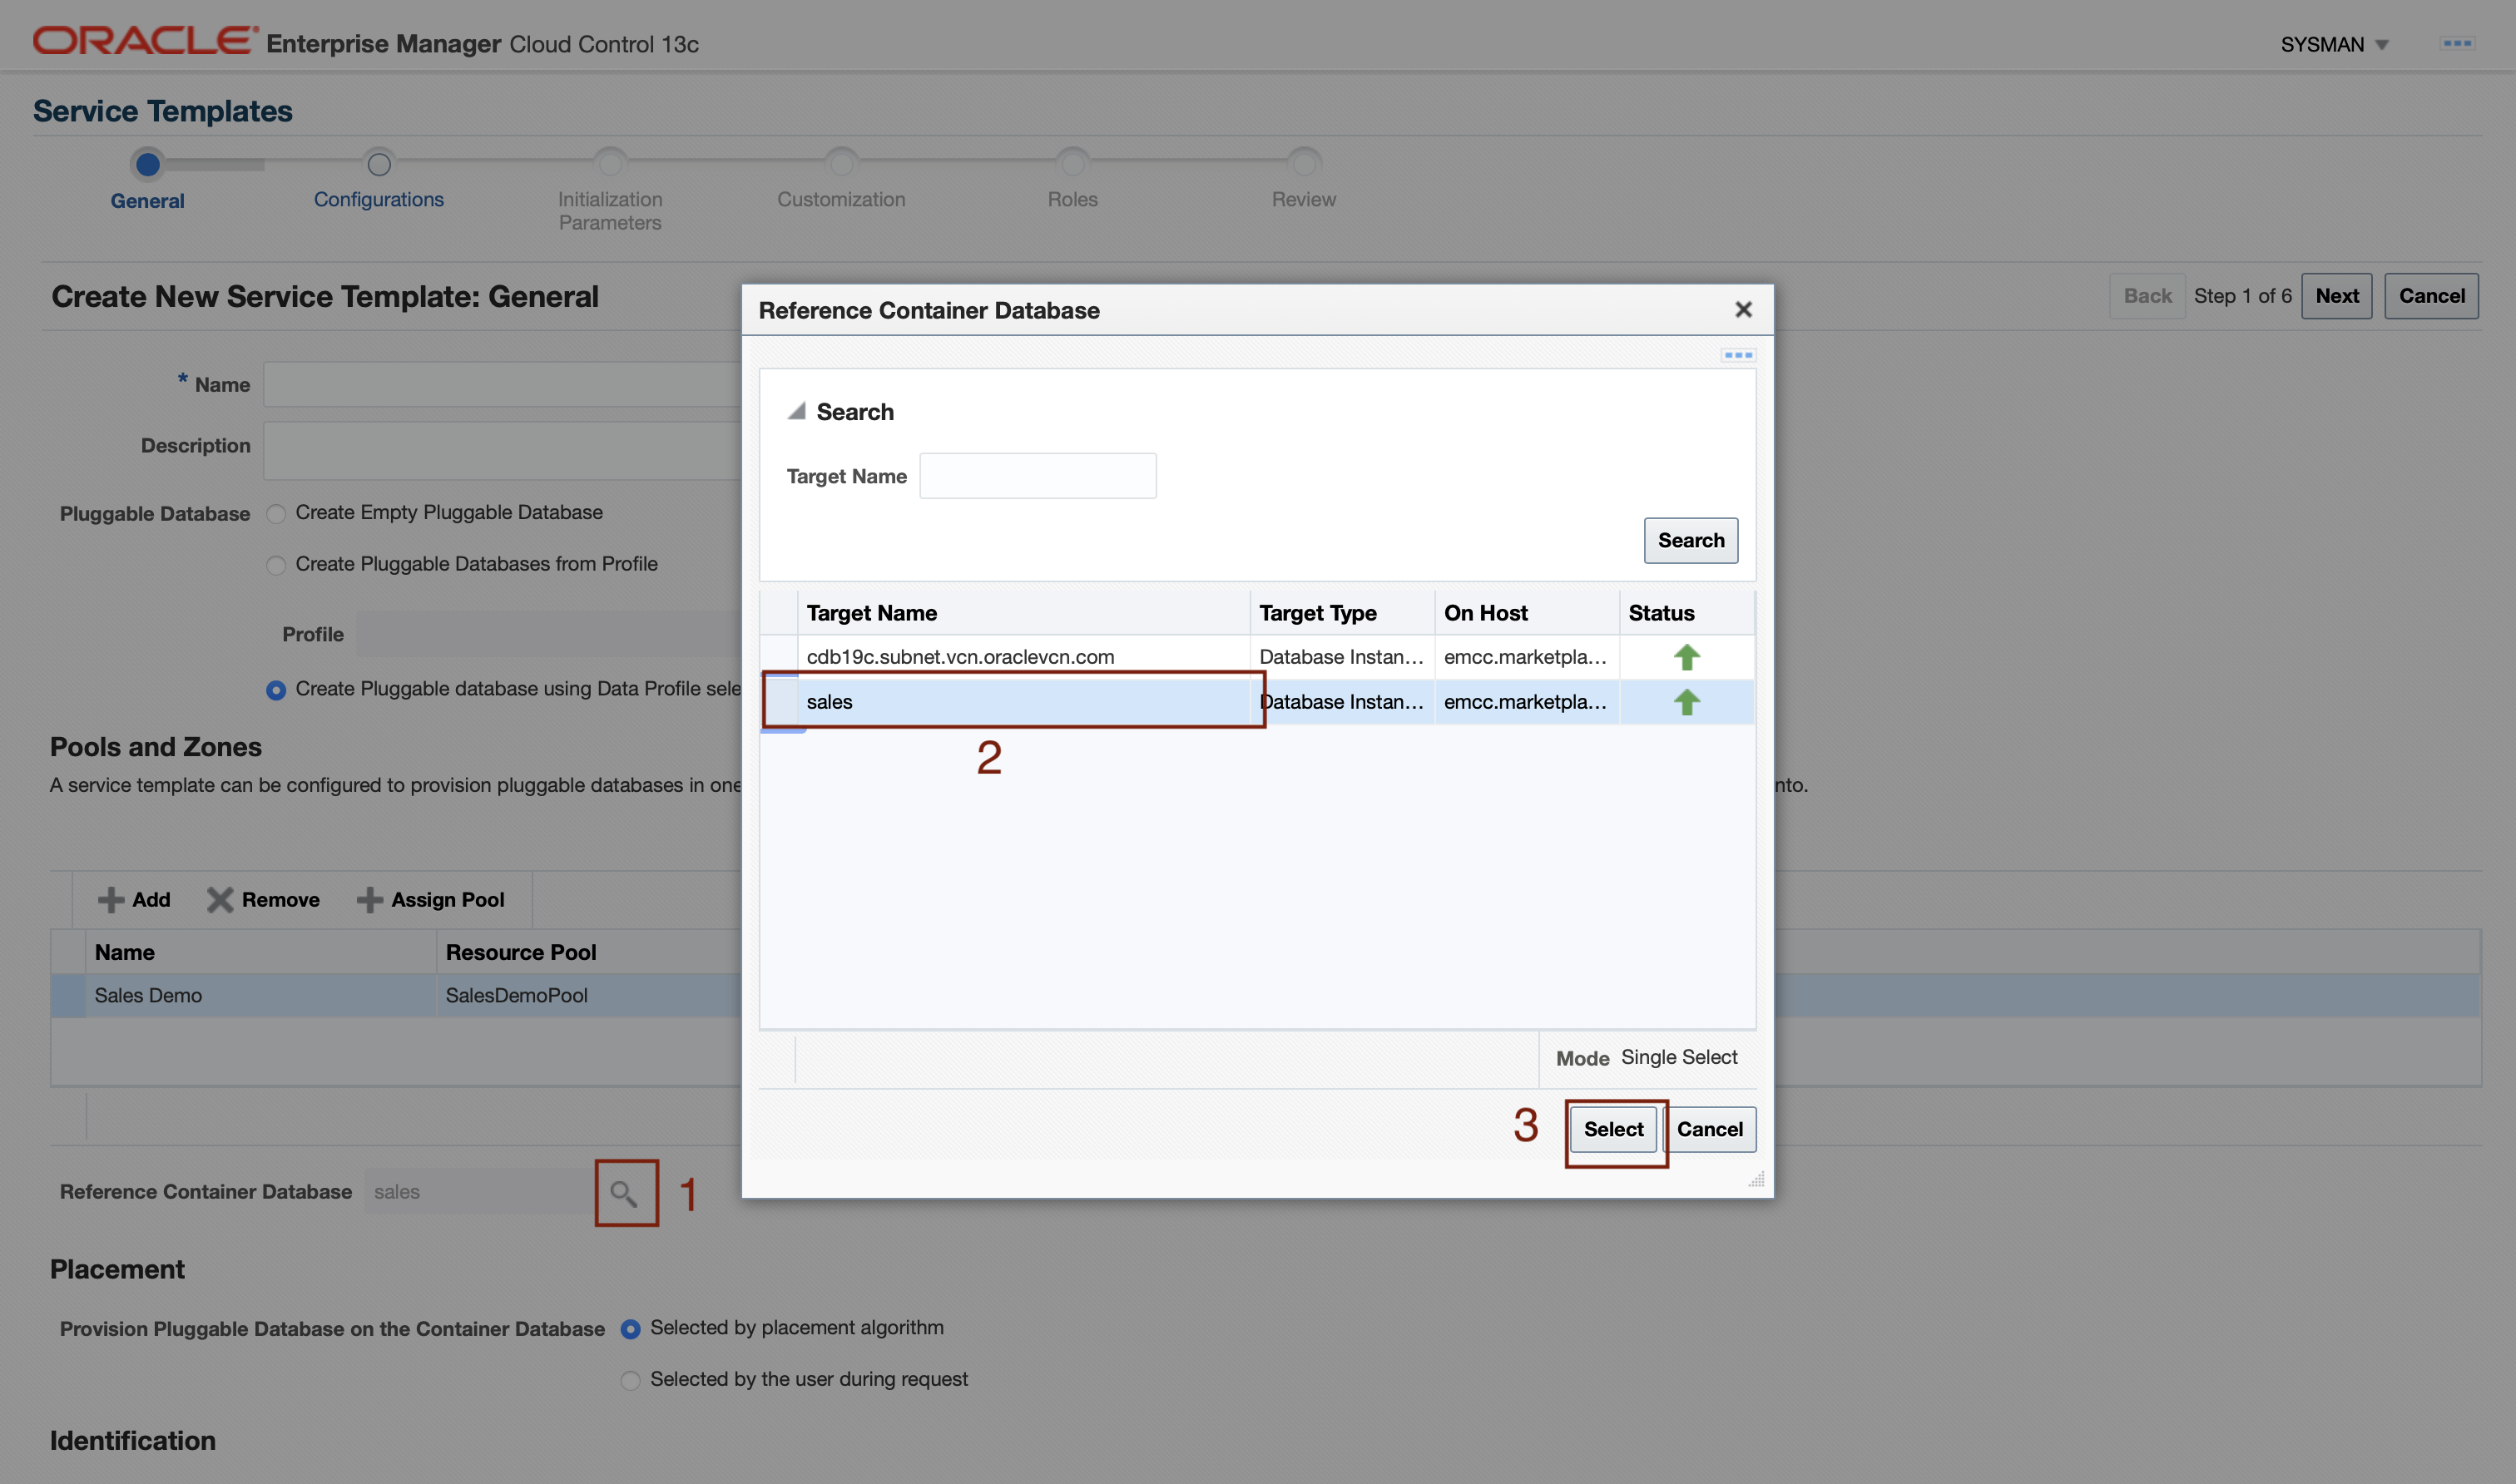 ORACLE Enterprise Manager Cloud Control 13c
SYSMAN
Service Templates
General
Configurations
Initialization
Parameters
Customization
Roles
Review
Create New Service Template: General
Back Step 1 of 6 Next Cancel
* Name
Description
Pluggable Database
Create Empty Pluggable Database
Create Pluggable Databases from Profile
Profile
Create Pluggable database using Data Profile sele
Pools and Zones
A service template can be configured to provision pluggable databases in one
nto.
Add Remove Assign Pool
Name Resource Pool
Sales Demo SalesDemoPool
Reference Container Database sales
1
Placement
Provision Pluggable Database on the Container Database
Selected by placement algorithm
Selected by the user during request
Identification
Reference Container Database
Search
Target Name
Search
Target Name Target Type On Host Status
cdb19c.subnet.vcn.oraclevcn.com Database Instan... emcc.marketpla...
sales Database Instan... emcc.marketpla...
2
Mode Single Select
3
Select Cancel